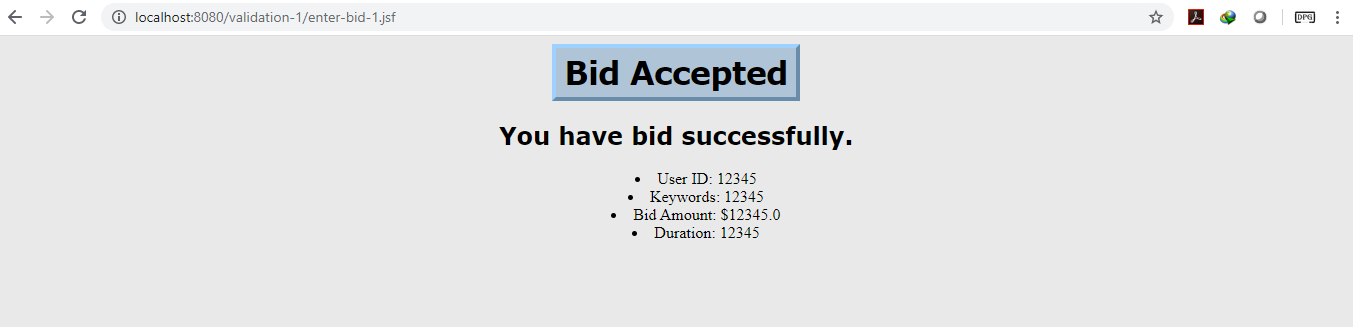 localhost:8080/validation-1/enter-bid-1.jsf
DPG
Bid Accepted
You have bid successfully.
• User ID: 12345
• Keywords: 12345
• Bid Amount: $12345.0
• Duration: 12345